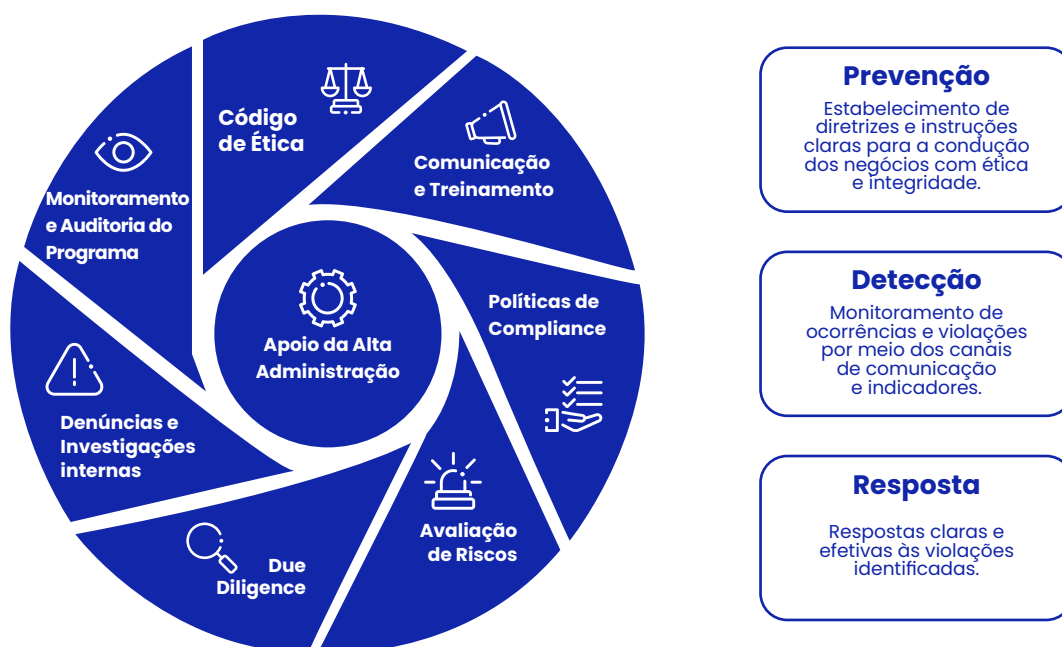 Código
de Ética
Comunicação
e Treinamento
Políticas de
Compliance
Avaliação
de Riscos
Due
Diligence
Denúncias e
Investigações
internas
Monitoramento
e Auditoria do
Programa
Apoio da Alta
Administração
Prevenção
Estabelecimento de
diretrizes e instruções
claras para a condução
dos negócios com ética
e integridade.
Detecção
Monitoramento de
ocorrências e violações
por meio dos canais
de comunicação
e indicadores.
Resposta
Respostas claras e
efetivas às violações
identificadas.